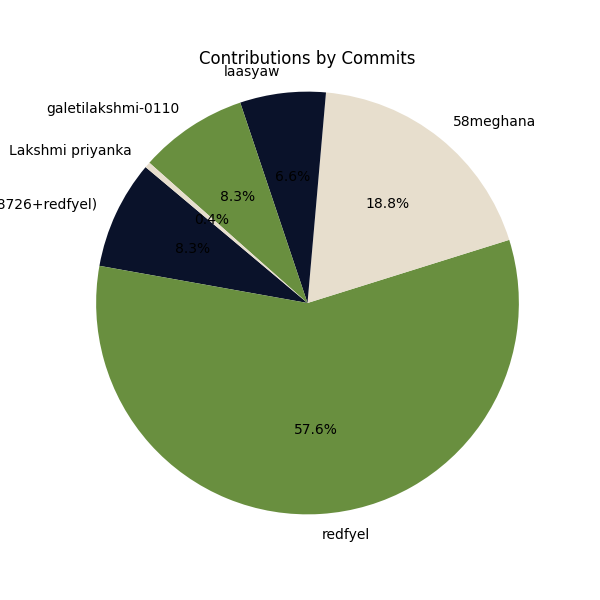 Contributions by Commits
laasyaw
galetilakshmi-0110
58meghana
Lakshmi priyanka
8726+redfyel)
6.6%
8.3%
18.8%
0.4%
8.3%
57.6%
redfyel